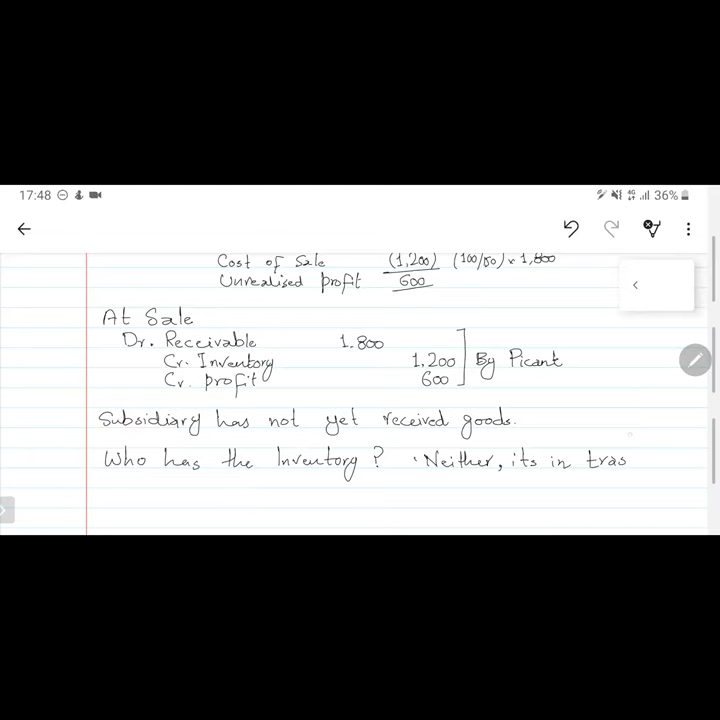 17:48 4G 36%
Cost of Sale (1,200) (100/150) × 1,800
Unrealised profit 600
At Sale
Dr. Receivable 1,800
Cr. Inventory 1,200 By Picant
Cr. profit 600
Subsidiary has not yet received goods.
Who has the Inventory? Neither, its in tras